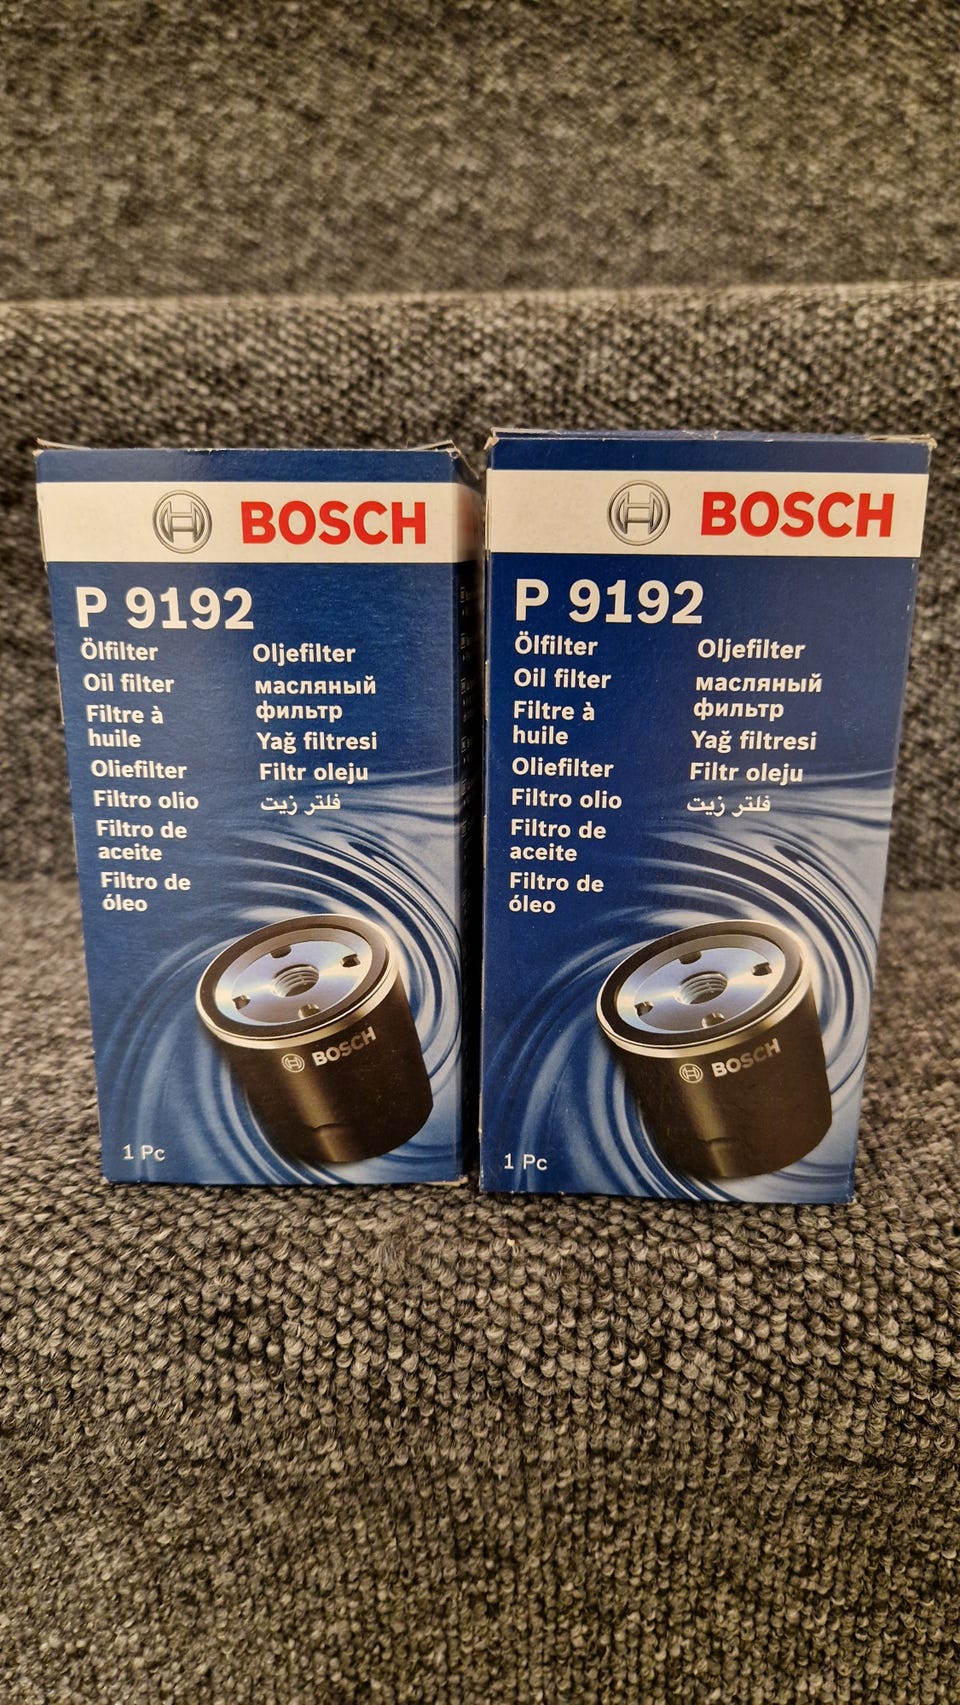 BOSCH
P 9192
Ölfilter
Oil filter
Filtre à
huile
Oliefilter
Filtro olio
Filtro de
aceite
Filtro de
óleo
Oljefilter
масляный
фильтр
Yağ filtresi
Filtr oleju
فلتر زيت
BOSCH
1 Pc
BOSCH
P 9192
Ölfilter
Oil filter
Filtre à
huile
Oliefilter
Filtro olio
Filtro de
aceite
Filtro de
óleo
Oljefilter
масляный
фильтр
Yağ filtresi
Filtr oleju
فلتر زيت
BOSCH
1 Pc